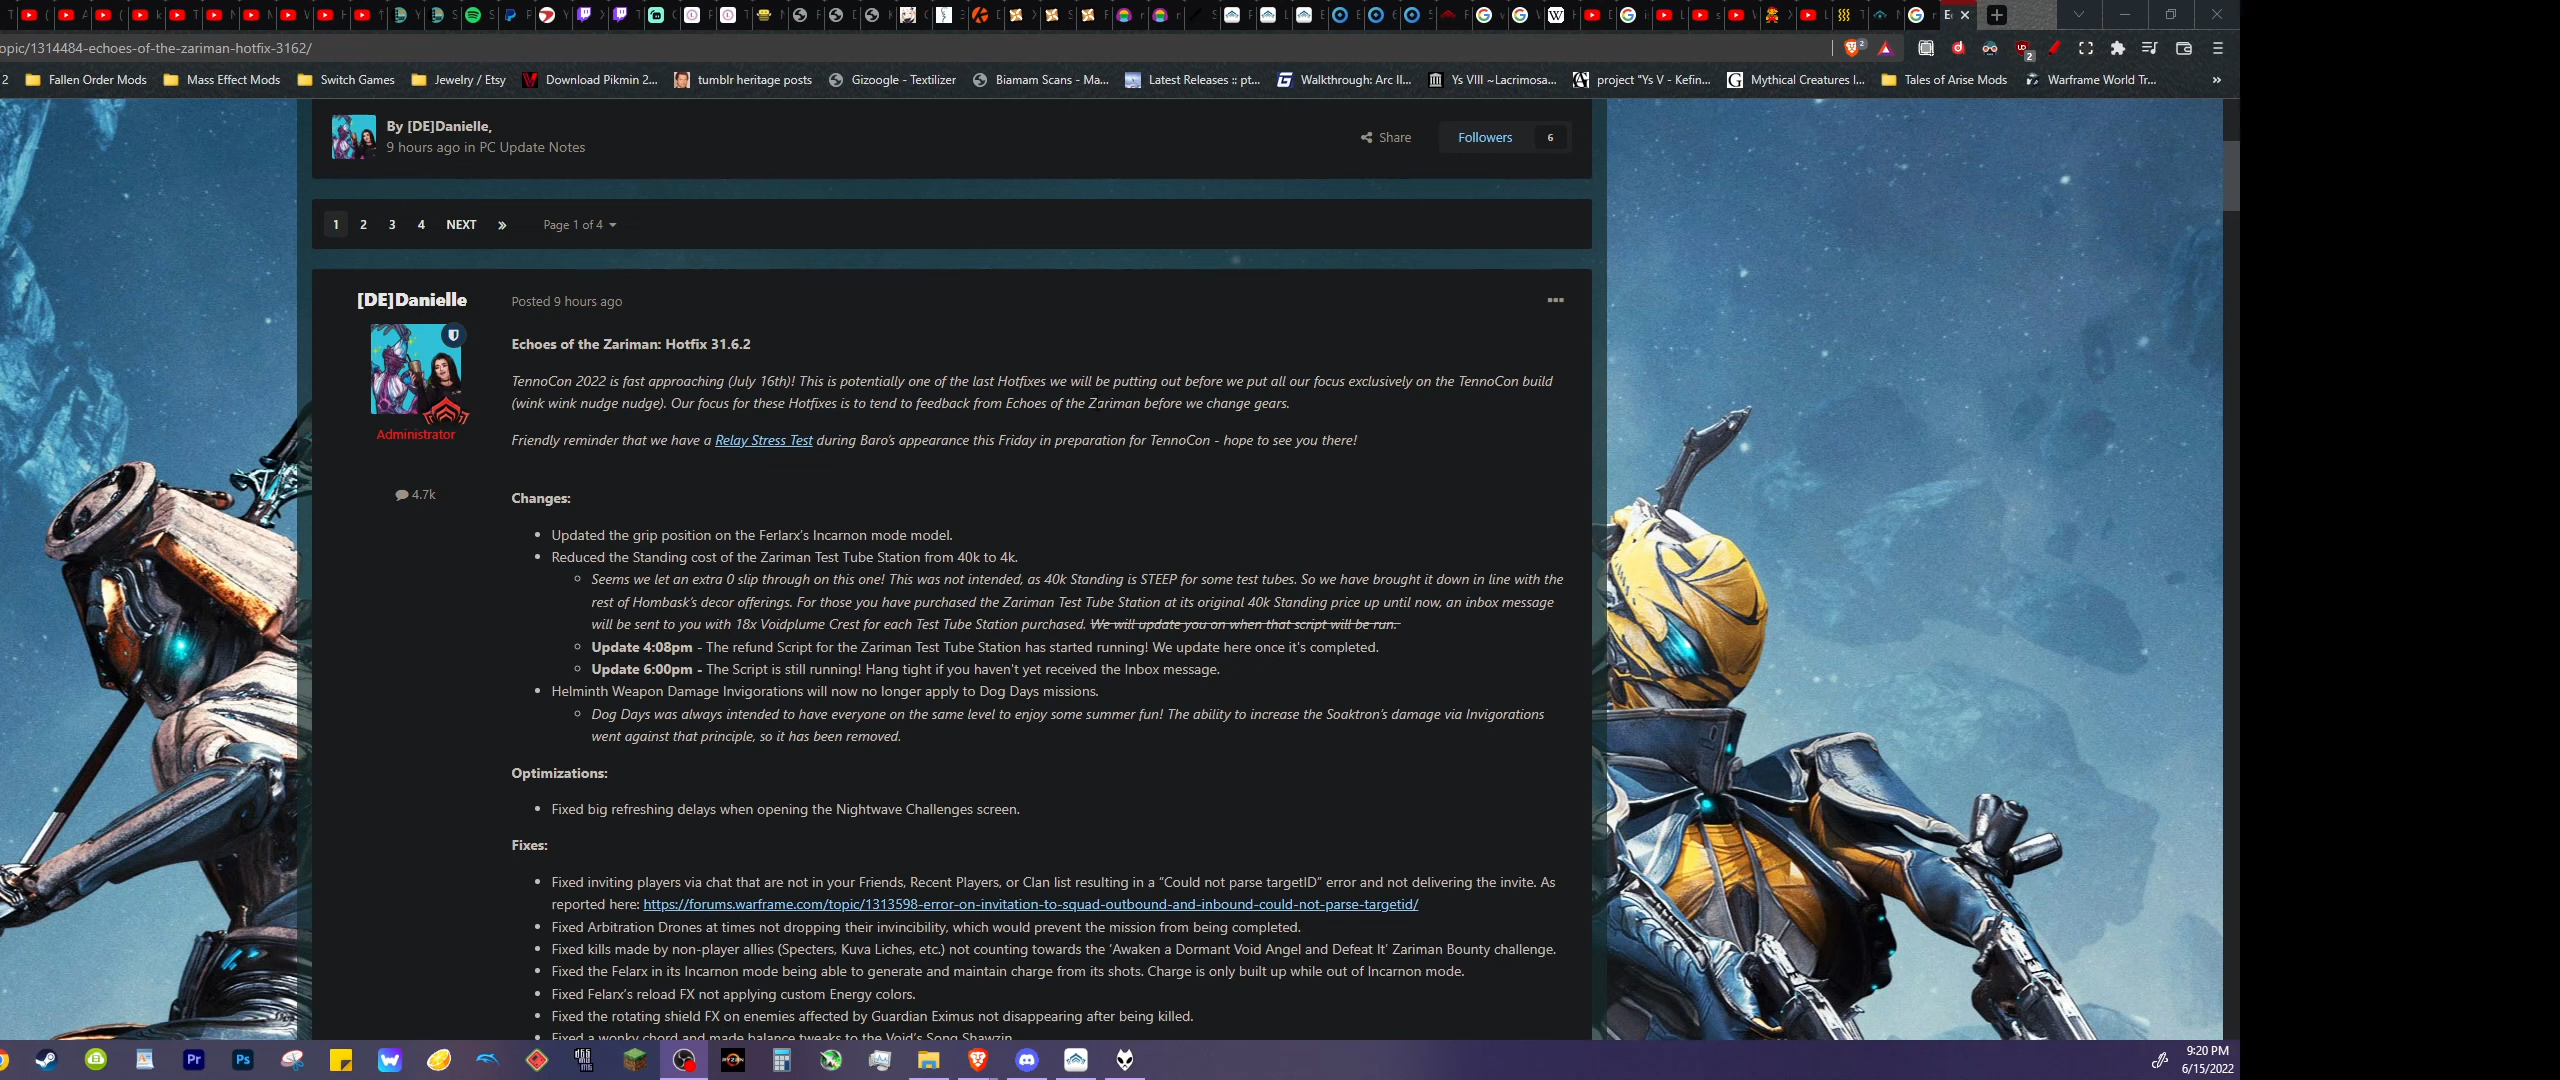 opic/1314484-echoes-of-the-zariman-hotfix-3162/
2 Fallen Order Mods Mass Effect Mods Switch Games Jewelry / Etsy Download Pikmin 2... tumblr heritage posts Gizoogle - Textilizer Biamam Scans - Ma... Latest Releases :: pt... Walkthrough: Arc II... Ys VIII ~Lacrimosa... project "Ys V - Kefin... Mythical Creatures I... Tales of Arise Mods Warframe World Tr... »
By [DE]Danielle,
9 hours ago in PC Update Notes
Share Followers 6
1 2 3 4 NEXT » Page 1 of 4
[DE]Danielle
Administrator
4.7k
Posted 9 hours ago
Echoes of the Zariman: Hotfix 31.6.2
TennoCon 2022 is fast approaching (July 16th)! This is potentially one of the last Hotfixes we will be putting out before we put all our focus exclusively on the TennoCon build
(wink wink nudge nudge). Our focus for these Hotfixes is to tend to feedback from Echoes of the Zariman before we change gears.
Friendly reminder that we have a Relay Stress Test during Baro's appearance this Friday in preparation for TennoCon - hope to see you there!
Changes:
• Updated the grip position on the Ferlarx's Incarnon mode model.
• Reduced the Standing cost of the Zariman Test Tube Station from 40k to 4k.
Seems we let an extra 0 slip through on this one! This was not intended, as 40k Standing is STEEP for some test tubes. So we have brought it down in line with the
rest of Hombask's decor offerings. For those you have purchased the Zariman Test Tube Station at its original 40k Standing price up until now, an inbox message
will be sent to you with 18x Voidplume Crest for each Test Tube Station purchased. We will update you on when that script will be run.
Update 4:08pm - The refund Script for the Zariman Test Tube Station has started running! We update here once it's completed.
Update 6:00pm - The Script is still running! Hang tight if you haven't yet received the Inbox message.
• Helminth Weapon Damage Invigorations will now no longer apply to Dog Days missions.
Dog Days was always intended to have everyone on the same level to enjoy some summer fun! The ability to increase the Soaktron's damage via Invigorations
went against that principle, so it has been removed.
Optimizations:
• Fixed big refreshing delays when opening the Nightwave Challenges screen.
Fixes:
• Fixed inviting players via chat that are not in your Friends, Recent Players, or Clan list resulting in a "Could not parse targetID" error and not delivering the invite. As
reported here: https://forums.warframe.com/topic/1313598-error-on-invitation-to-squad-outbound-and-inbound-could-not-parse-targetid/
• Fixed Arbitration Drones at times not dropping their invincibility, which would prevent the mission from being completed.
• Fixed kills made by non-player allies (Specters, Kuva Liches, etc.) not counting towards the 'Awaken a Dormant Void Angel and Defeat It' Zariman Bounty challenge.
• Fixed the Felarx in its Incarnon mode being able to generate and maintain charge from its shots. Charge is only built up while out of Incarnon mode.
• Fixed Felarx's reload FX not applying custom Energy colors.
• Fixed the rotating shield FX on enemies affected by Guardian Eximus not disappearing after being killed.
• Fixed a wonky chord and made balance tweaks to the Void's Song Shawzin.
9:20 PM
6/15/2022